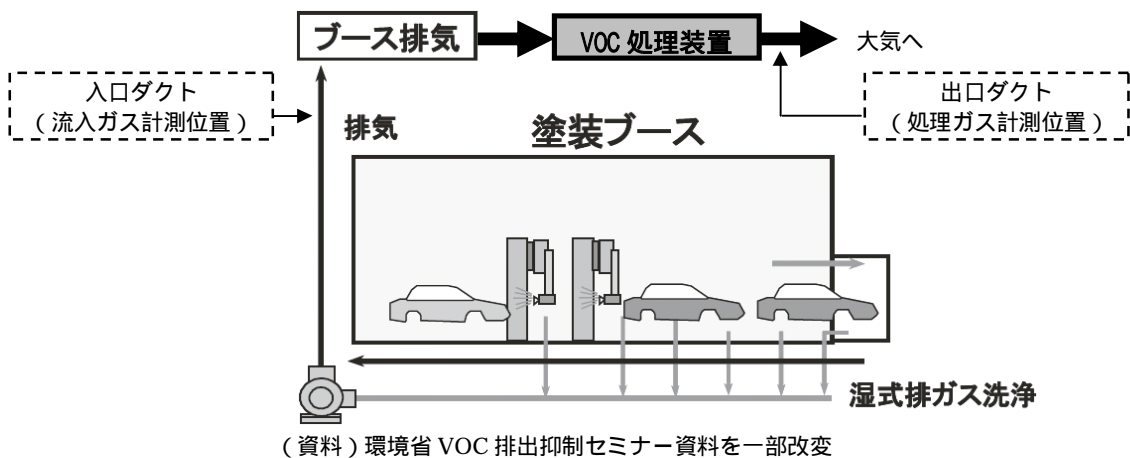 ブース排気
VOC 処理装置
大気へ
入口ダクト
(流入ガス計測位置)
出口ダクト
(処理ガス計測位置)
排気
塗装ブース
湿式排ガス洗浄
(資料)環境省 VOC 排出抑制セミナー資料を一部改変